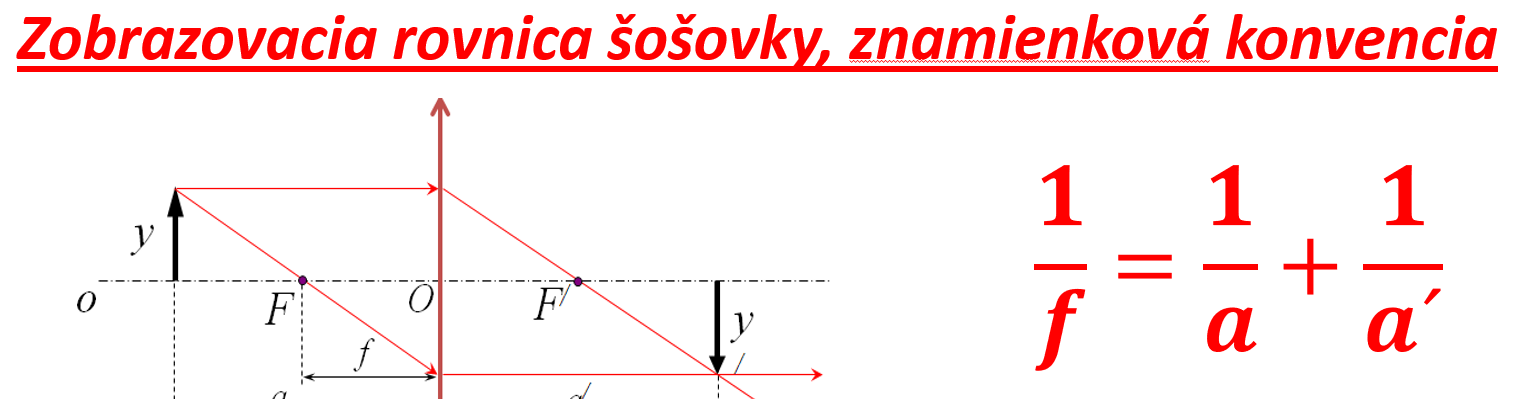 Zobrazovacia rovnica šošovky, znamienková konvencia
y
o
F
O
F/
y/
f
1/f = 1/a + 1/a´